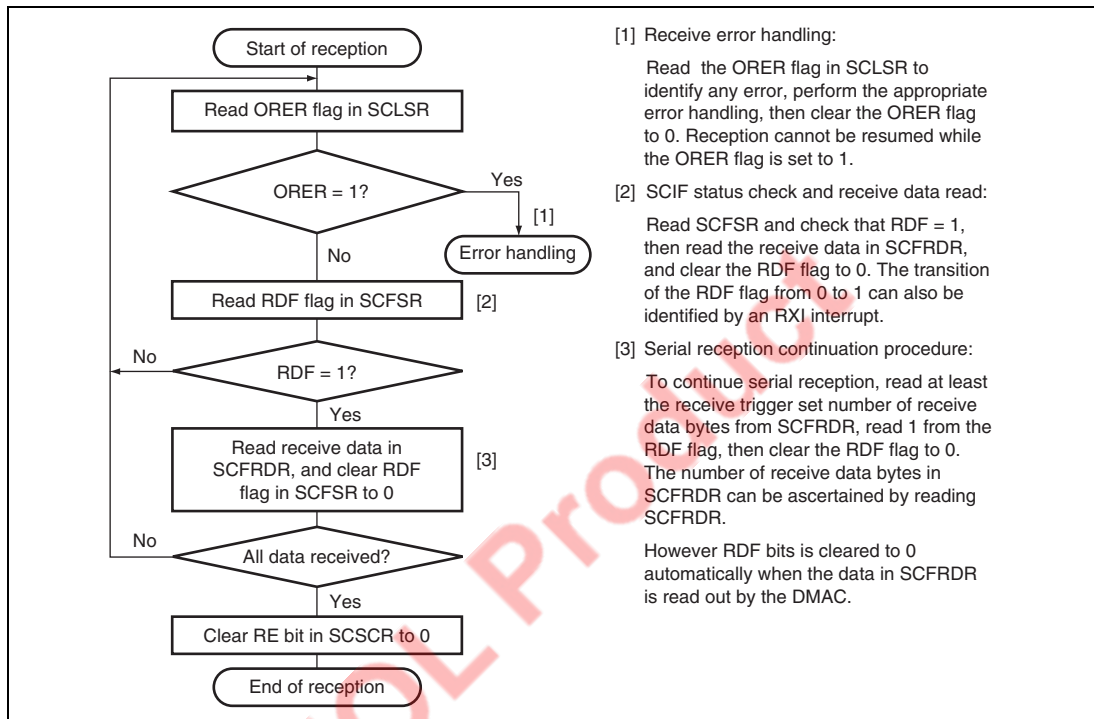 Start of reception
Read ORER flag in SCLSR
ORER = 1?
Yes
[1]
Error handling
No
Read RDF flag in SCFSR
[2]
No
RDF = 1?
Yes
Read receive data in
SCFRDR, and clear RDF
flag in SCFSR to 0
[3]
No
All data received?
Yes
Clear RE bit in SCSCR to 0
End of reception
[1] Receive error handling:
Read the ORER flag in SCLSR to
identify any error, perform the appropriate
error handling, then clear the ORER flag
to 0. Reception cannot be resumed while
the ORER flag is set to 1.
[2] SCIF status check and receive data read:
Read SCFSR and check that RDF = 1,
then read the receive data in SCFRDR,
and clear the RDF flag to 0. The transition
of the RDF flag from 0 to 1 can also be
identified by an RXI interrupt.
[3] Serial reception continuation procedure:
To continue serial reception, read at least
the receive trigger set number of receive
data bytes from SCFRDR, read 1 from the
RDF flag, then clear the RDF flag to 0.
The number of receive data bytes in
SCFRDR can be ascertained by reading
SCFRDR.
However RDF bits is cleared to 0
automatically when the data in SCFRDR
is read out by the DMAC.
OL Product